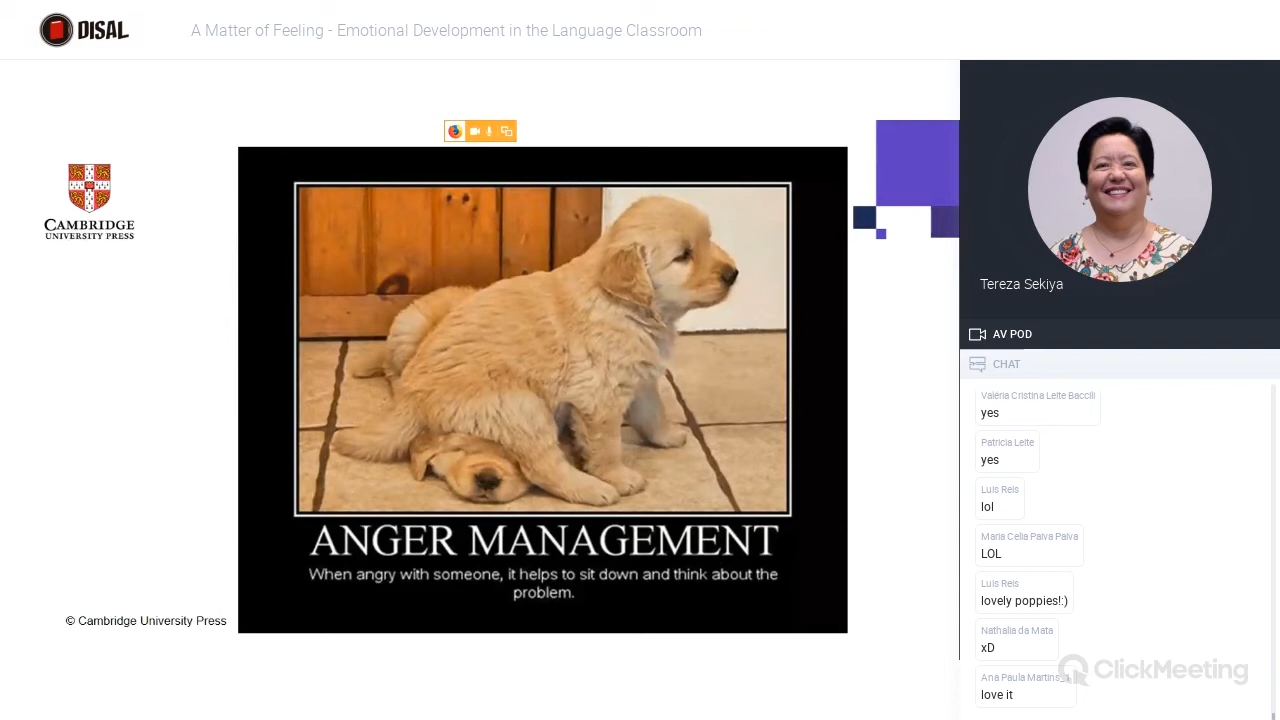 DISAL
A Matter of Feeling - Emotional Development in the Language Classroom
CAMBRIDGE
UNIVERSITY PRESS
ANGER MANAGEMENT
When angry with someone, it helps to sit down and think about the
problem.
© Cambridge University Press
Tereza Sekiya
AV POD
CHAT
Valéria Cristina Leite Baccili
yes
Patricia Leite
yes
Luis Reis
lol
Maria Celia Paiva Paiva
LOL
Luis Reis
lovely poppies!:)
Nathalia da Mata
xD
Ana Paula Martins_1
love it
ClickMeeting